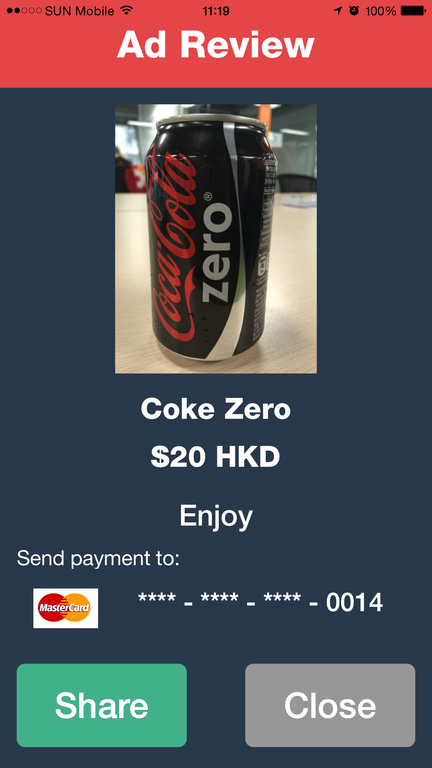 SUN Mobile 11:19 100%
Ad Review
Coca-Cola
zero®
Coke Zero
$20 HKD
Enjoy
Send payment to:
MasterCard **** - **** - **** - 0014
Share Close